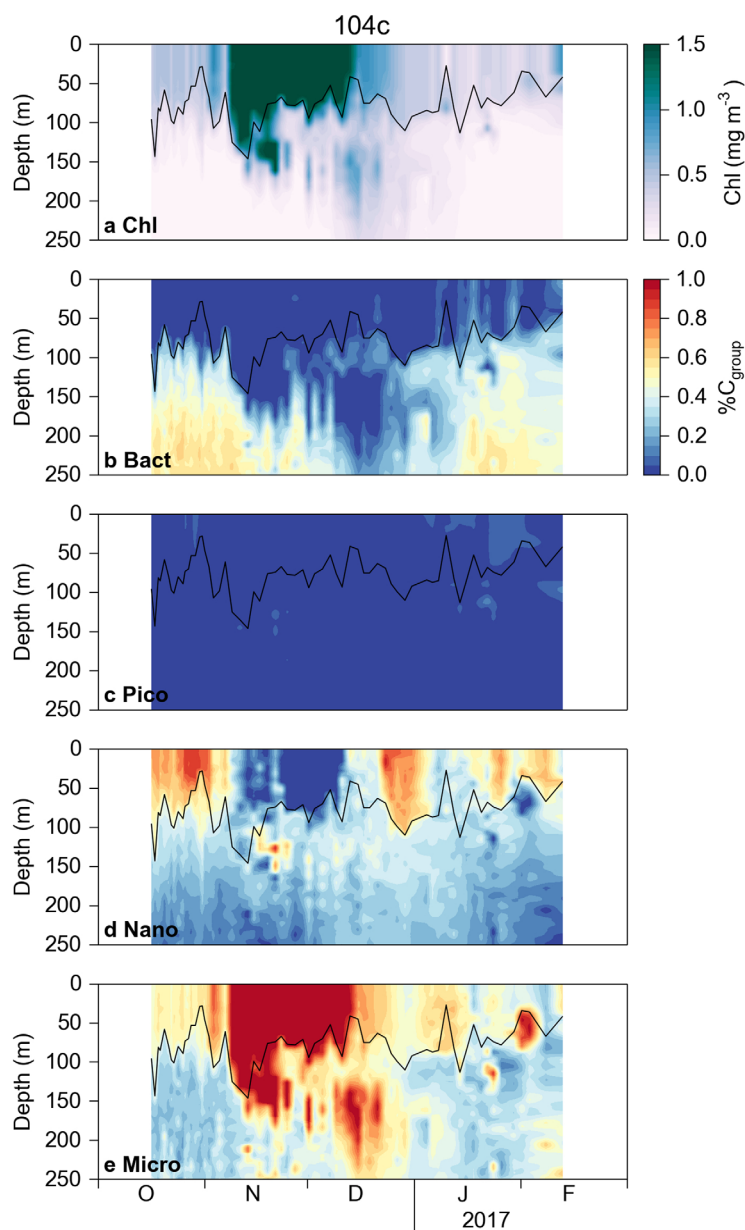 104c
0
50
100
150
200
250
Depth (m)
a Chl
1.5
1.0
0.5
0.0
Chl (mg m⁻³)
0
50
100
150
200
250
Depth (m)
b Bact
1.0
0.8
0.6
0.4
0.2
0.0
%C_group
0
50
100
150
200
250
Depth (m)
c Pico
0
50
100
150
200
250
Depth (m)
d Nano
0
50
100
150
200
250
Depth (m)
e Micro
O N D J F
2017